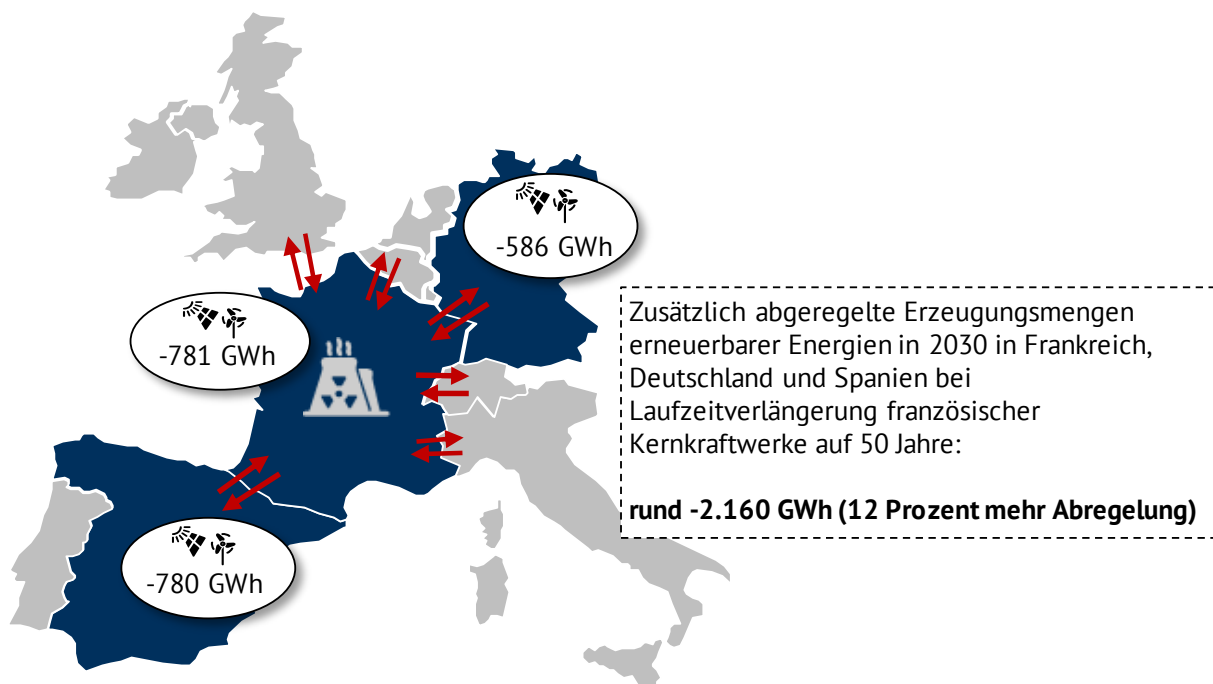 -586 GWh
-781 GWh
-780 GWh
Zusätzlich abgeregelte Erzeugungsmengen
erneuerbarer Energien in 2030 in Frankreich,
Deutschland und Spanien bei
Laufzeitverlängerung französischer
Kernkraftwerke auf 50 Jahre:
rund -2.160 GWh (12 Prozent mehr Abregelung)